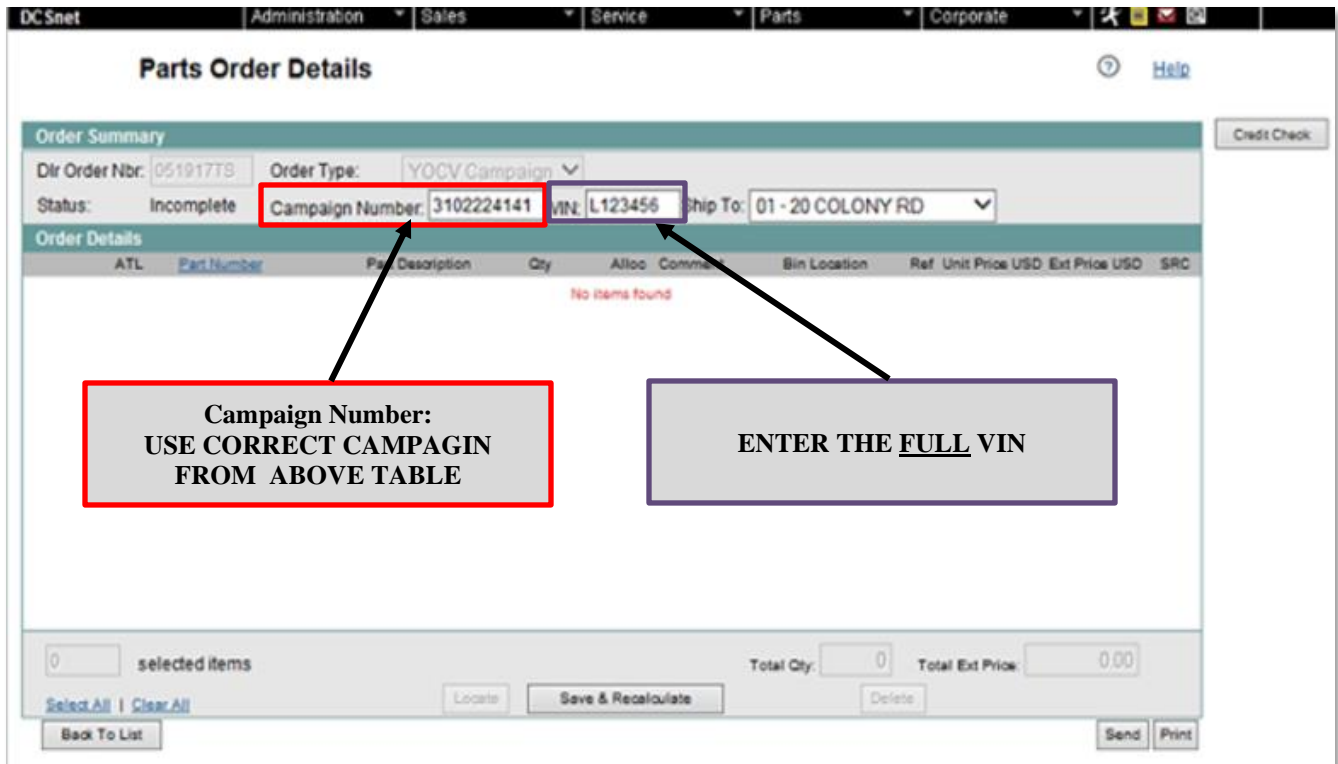 DCSnet Administration Sales Service Parts Corporate
Parts Order Details
Help
Order Summary
Credit Check
Dlr Order Nbr: 051917TS Order Type: YOCV Campaign
Status: Incomplete Campaign Number: 3102224141 VIN: L123456 Ship To: 01 - 20 COLONY RD
Order Details
ATL Part Number Part Description Qty Alloc Comment Bin Location Ref Unit Price USD Ext Price USD SRC
No items found
Campaign Number:
USE CORRECT CAMPAGIN
FROM ABOVE TABLE
ENTER THE FULL VIN
0 selected items Total Qty: 0 Total Ext Price: 0.00
Select All | Clear All Locate Save & Recalculate Delete
Back To List Send Print